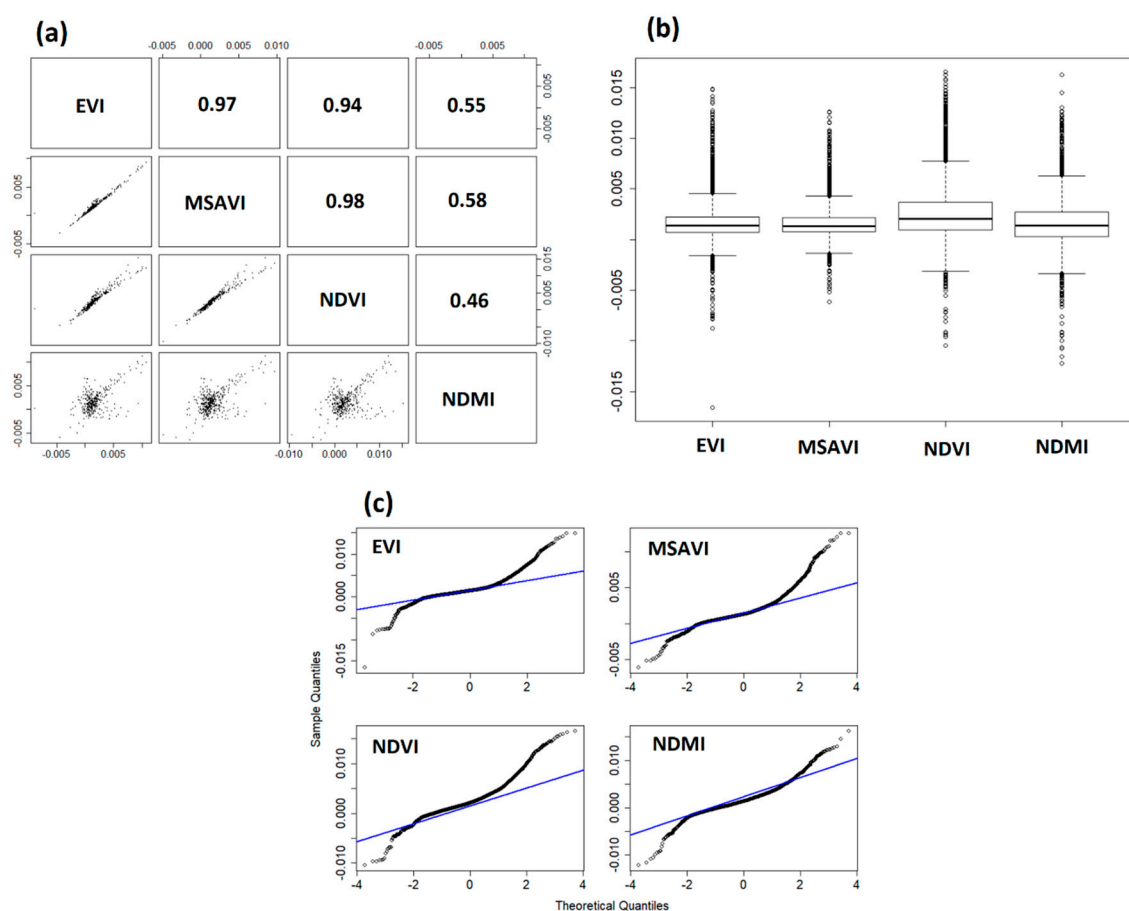 (a)
-0.005 0.000 0.005 0.010
-0.005 0.005
EVI 0.97 0.94 0.55
-0.005 0.005
-0.005 0.005
MSAVI 0.98 0.58
NDVI 0.46
-0.010 0.005 0.015
-0.005 0.005
NDMI
-0.005 0.005
-0.010 0.000 0.010
(b)
0.015
0.010
0.005
-0.005
-0.015
EVI MSAVI NDVI NDMI
(c)
Sample Quantiles
EVI
0.010
0.000
-0.015
-2 0 2
MSAVI
0.005
-0.005
-4 -2 0 2 4
NDVI
0.010
0.000
-0.010
-4 -2 0 2 4
NDMI
0.010
0.000
-0.010
-4 -2 0 2 4
Theoretical Quantiles